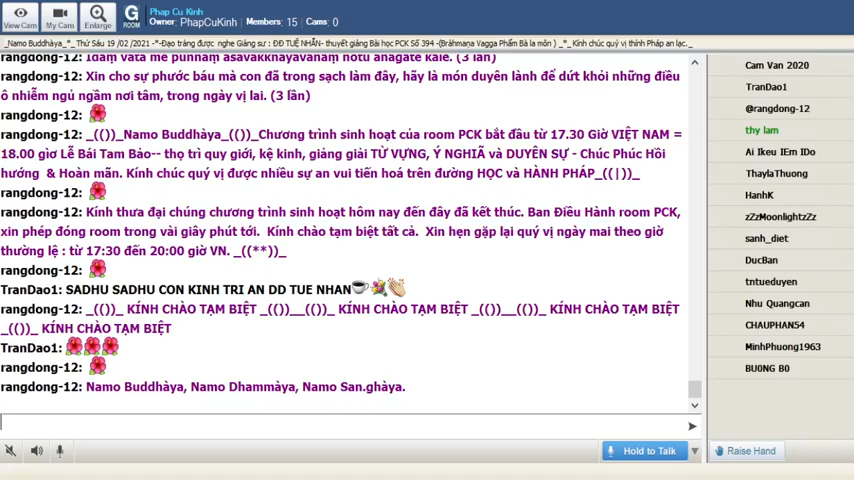 Phap Cu Kinh
Owner: PhapCuKinh | Members: 15 | Cams: 0
View Cam
My Cam
Enlarge
G ROOM
_Namo Buddhàya_*_ Thứ Sáu 19 /02 /2021 -*-Đạo tràng được nghe Giảng sư : ĐĐ TUỆ NHÂN- thuyết giảng Bài học PCK Số 394 -(Brāhmaṇa Vagga Phẩm Bà la môn ) _*_ Kính chúc quý vị thính Pháp an lạc._
rangdong-12: Idaṃ vata me puññaṃ āsavakkhayāvahaṃ hotu anāgate kāle. (3 lần)
rangdong-12: Xin cho sự phước báu mà con đã trong sạch làm đây, hãy là món duyên lành để dứt khỏi những điều
ô nhiễm ngủ ngầm nơi tâm, trong ngày vị lai. (3 lần)
rangdong-12:
rangdong-12: _(())_Namo Buddhàya_(())_Chương trình sinh hoạt của room PCK bắt đầu từ 17.30 Giờ VIỆT NAM =
18.00 giờ Lễ Bái Tam Bảo-- thọ trì quy giới, kệ kinh, giảng giải TỪ VỰNG, Ý NGHĨA và DUYÊN SỰ - Chúc Phúc Hồi
hướng & Hoàn mãn. Kính chúc quý vị được nhiều sự an vui tiến hoá trên đường HỌC và HÀNH PHÁP_((|))_
rangdong-12:
rangdong-12: Kính thưa đại chúng chương trình sinh hoạt hôm nay đến đây đã kết thúc. Ban Điều Hành room PCK,
xin phép đóng room trong vài giây phút tới. Kính chào tạm biệt tất cả. Xin hẹn gặp lại quý vị ngày mai theo giờ
thường lệ : từ 17:30 đến 20:00 giờ VN. _((**))_
rangdong-12:
TranDao1: SADHU SADHU CON KINH TRI AN DD TUE NHAN
rangdong-12: _(())_ KÍNH CHÀO TẠM BIỆT _(())__(())_ KÍNH CHÀO TẠM BIỆT _(())__(())_ KÍNH CHÀO TẠM BIỆT
_(())_ KÍNH CHÀO TẠM BIỆT
TranDao1:
rangdong-12:
rangdong-12: Namo Buddhàya, Namo Dhammàya, Namo San.ghàya.
Cam Van 2020
TranDao1
@rangdong-12
thy lam
Ai Ikeu IEm IDo
ThaylaThuong
HanhK
zZzMoonlightzZz
sanh_diet
DucBan
tntueduyen
Nhu Quangcan
CHAUPHAN54
MinhPhuong1963
BU0NG B0
Hold to Talk
Raise Hand